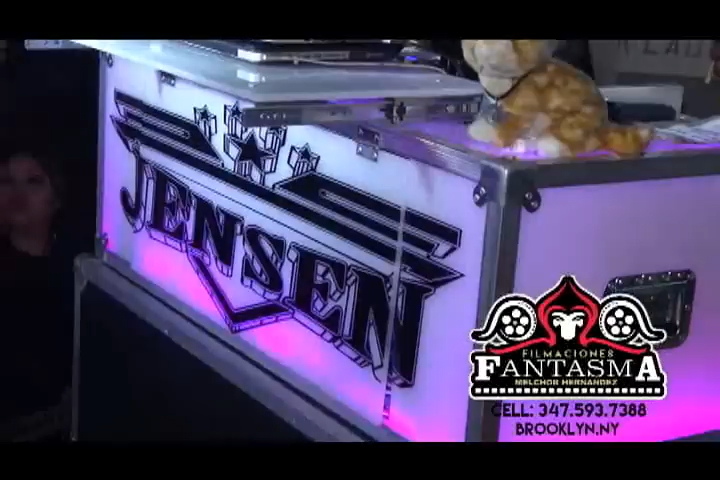 JENSEN
FILMACIONES
FANTASMA
MELCHOR HERNANDEZ
CELL: 347.593.7388
BROOKLYN.NY